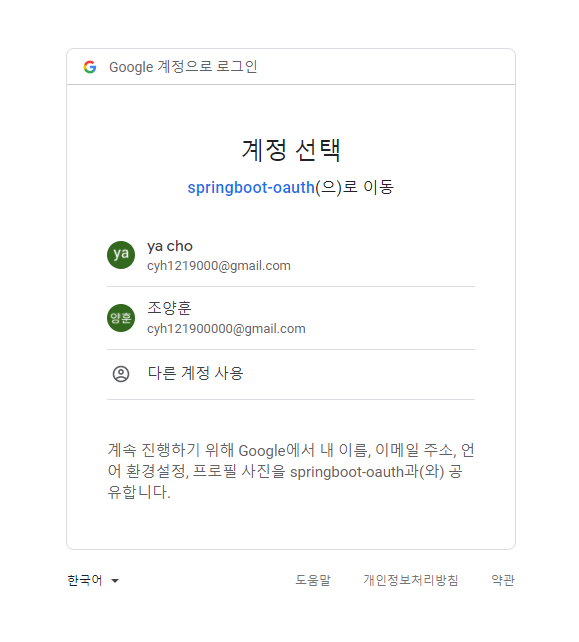 Google 계정으로 로그인
계정 선택
springboot-oauth(으)로 이동
ya
ya cho
cyh1219000@gmail.com
양훈
조양훈
cyh121900000@gmail.com
다른 계정 사용
계속 진행하기 위해 Google에서 내 이름, 이메일 주소, 언
어 환경설정, 프로필 사진을 springboot-oauth과(와) 공
유합니다.
한국어
도움말
개인정보처리방침
약관